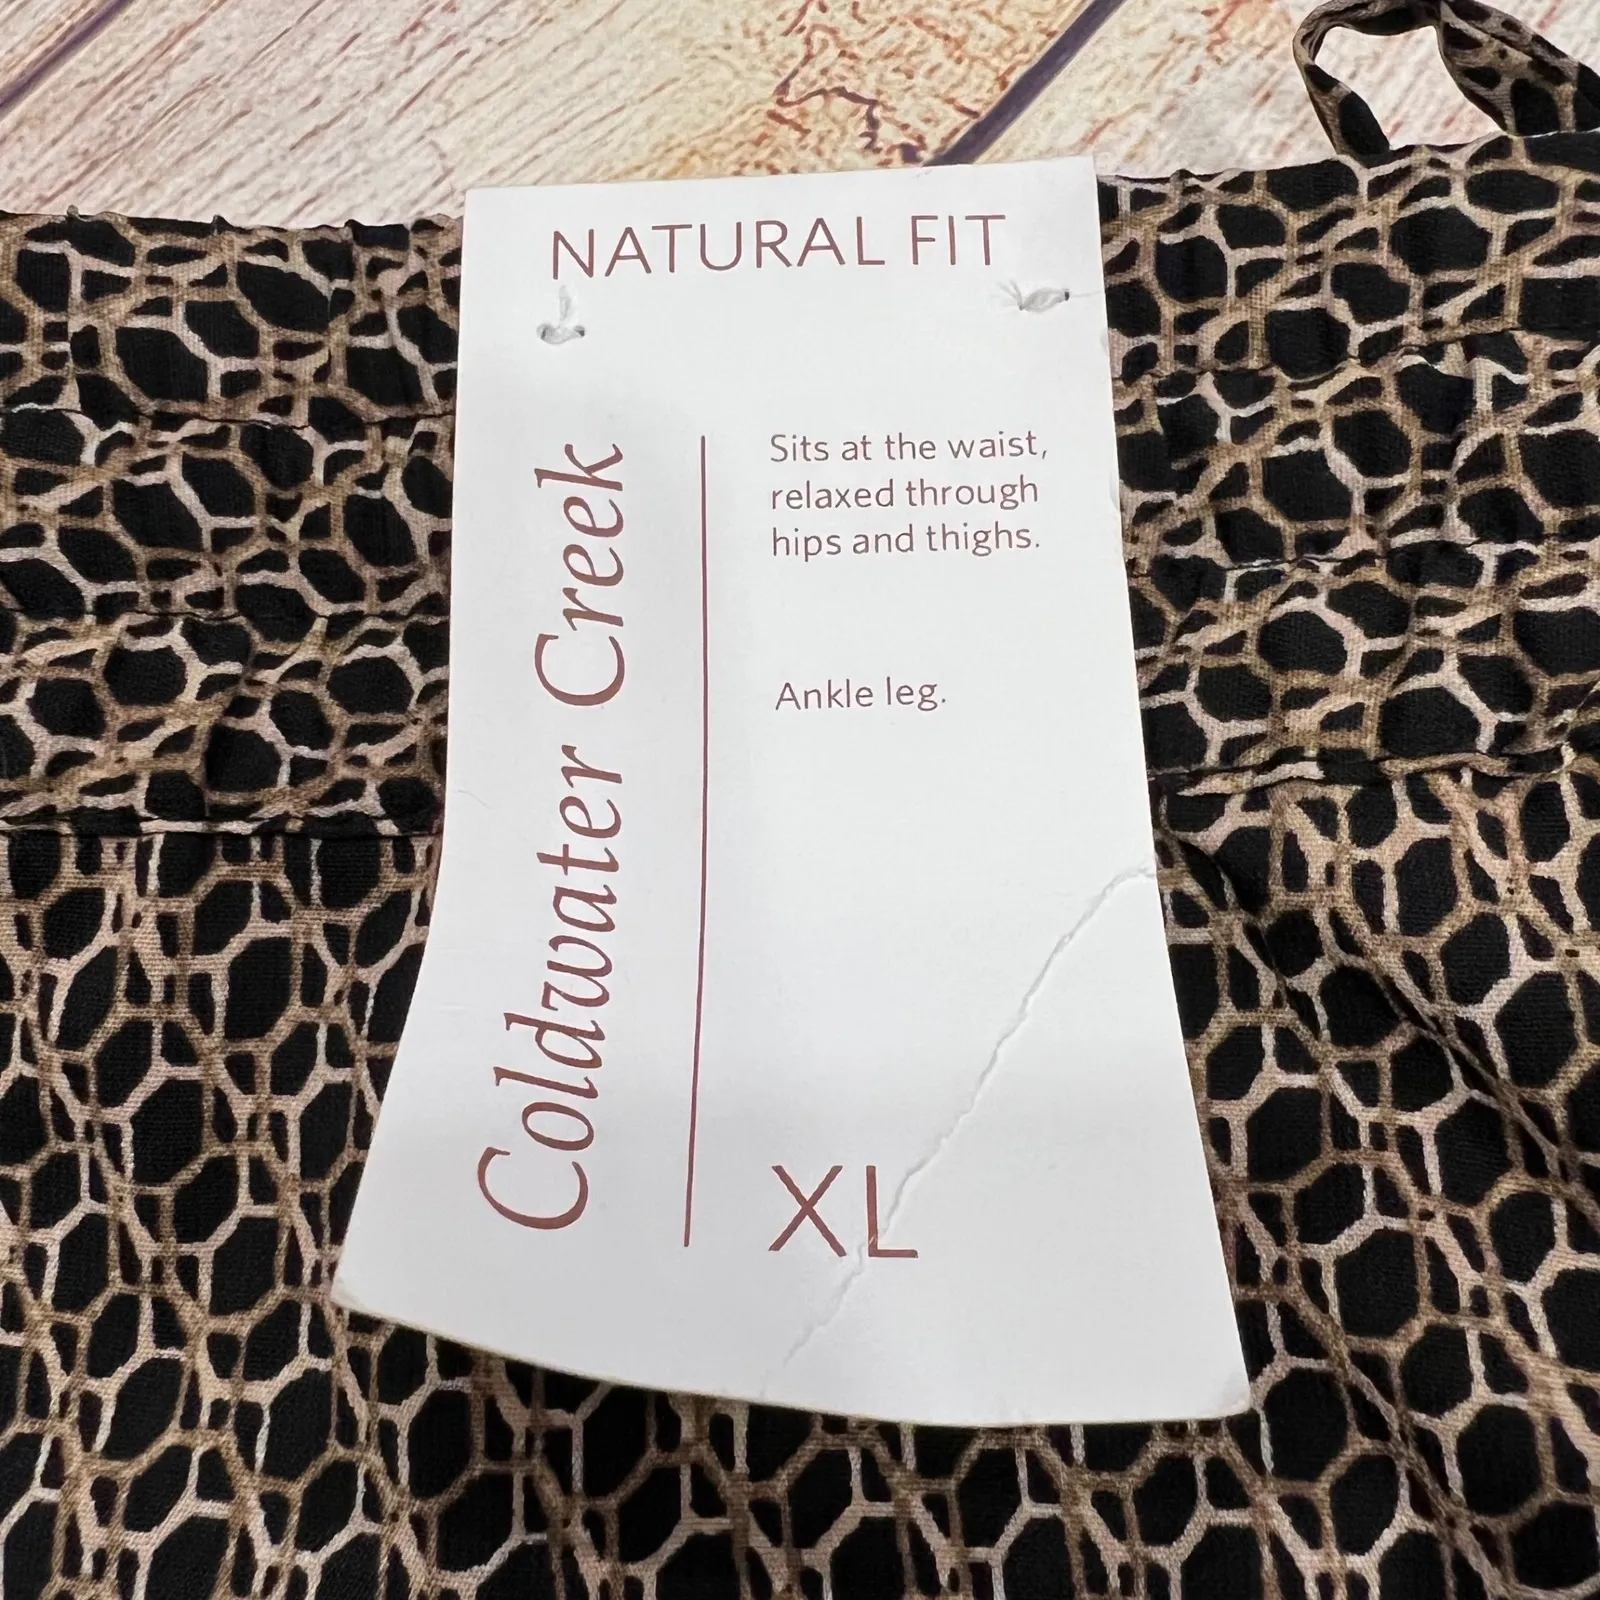 NATURAL FIT
Coldwater Creek
Sits at the waist,
relaxed through
hips and thighs.
Ankle leg.
XL